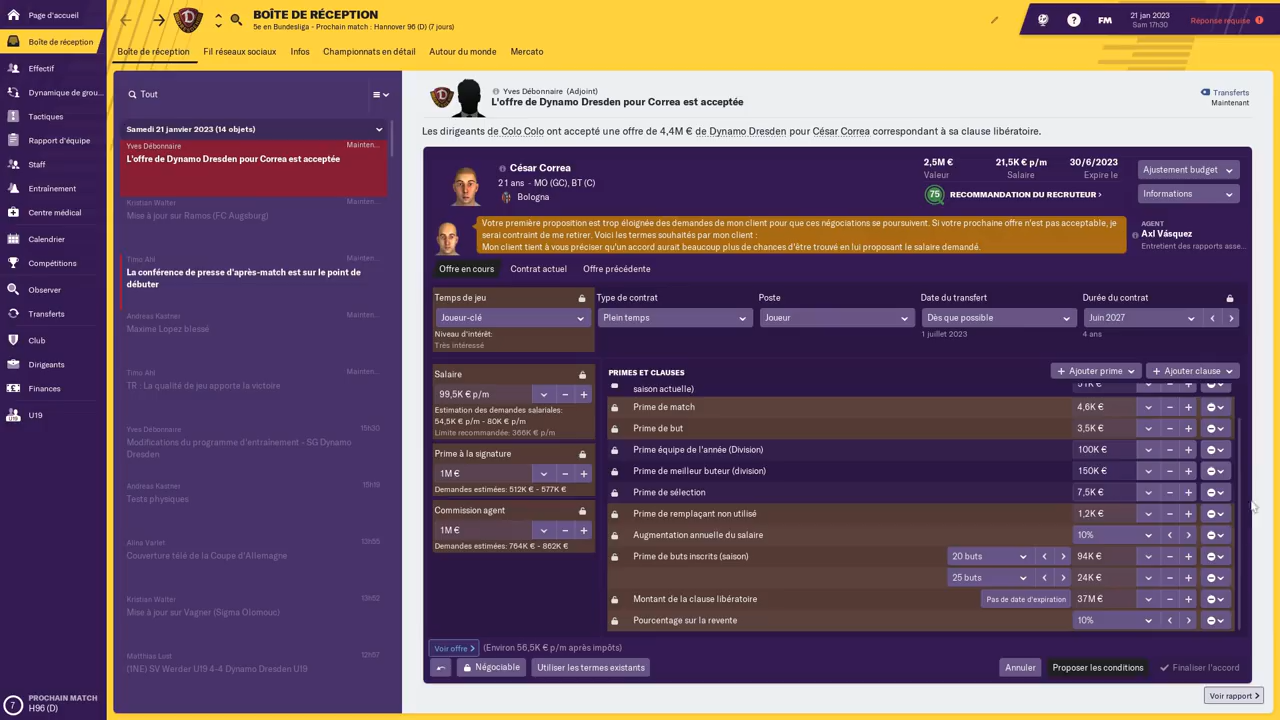 Page d'accueil
Boîte de réception
Effectif
Dynamique de grou...
Tactiques
Rapport d'équipe
Staff
Entraînement
Centre médical
Calendrier
Compétitions
Observer
Transferts
Club
Dirigeants
Finances
U19
7
PROCHAIN MATCH
H96 (D)
BOÎTE DE RÉCEPTION
5e en Bundesliga - Prochain match : Hannover 96 (D) (7 jours)
FM
21 jan 2023
Sam 17h30
Réponse requise
Boîte de réception
Fil réseaux sociaux
Infos
Championnats en détail
Autour du monde
Mercato
Tout
Samedi 21 janvier 2023 (14 objets)
Yves Débonnaire Mainten...
L'offre de Dynamo Dresden pour Correa est acceptée
Kristian Walter Mainten...
Mise à jour sur Ramos (FC Augsburg)
Timo Ahl Mainten...
La conférence de presse d'après-match est sur le point de
débuter
Andreas Kastner Mainten...
Maxime Lopez blessé
Timo Ahl Mainten...
TR : La qualité de jeu apporte la victoire
Yves Débonnaire 15h30
Modifications du programme d'entraînement - SG Dynamo
Dresden
Andreas Kastner 15h19
Tests physiques
Alina Varlet 13h55
Couverture télé de la Coupe d'Allemagne
Kristian Walter 13h52
Mise à jour sur Vagner (Sigma Olomouc)
Matthias Lust 12h57
(1NE) SV Werder U19 4-4 Dynamo Dresden U19
Yves Débonnaire (Adjoint)
L'offre de Dynamo Dresden pour Correa est acceptée
Transferts
Maintenant
Les dirigeants de Colo Colo ont accepté une offre de 4,4M € de Dynamo Dresden pour César Correa correspondant à sa clause libératoire.
César Correa
21 ans - MO (GC), BT (C)
Bologna
2,5M €
Valeur
21,5K € p/m
Salaire
30/6/2023
Expire le
75 RECOMMANDATION DU RECRUTEUR ›
Ajustement budget
Informations
Votre première proposition est trop éloignée des demandes de mon client pour que ces négociations se poursuivent. Si votre prochaine offre n'est pas acceptable, je
serai contraint de me retirer. Voici les termes souhaités par mon client :
Mon client tient à vous préciser qu'un accord aurait beaucoup plus de chances d'être trouvé en lui proposant le salaire demandé.
AGENT
Axl Vásquez
Entretien des rapports asse...
Offre en cours
Contrat actuel
Offre précédente
Temps de jeu
Joueur-clé
Niveau d'intérêt:
Très intéressé
Type de contrat
Plein temps
Poste
Joueur
Date du transfert
Dès que possible
1 juillet 2023
Durée du contrat
Juin 2027
4 ans
Salaire
99,5K € p/m
Estimation des demandes salariales:
54,5K € p/m - 80K € p/m
Limite recommandée: 366K € p/m
Prime à la signature
1M €
Demandes estimées: 512K € - 577K €
Commission agent
1M €
Demandes estimées: 764K € - 862K €
PRIMES ET CLAUSES
Ajouter prime
Ajouter clause
saison actuelle)
Prime de match 4,6K €
Prime de but 3,5K €
Prime équipe de l'année (Division) 100K €
Prime de meilleur buteur (division) 150K €
Prime de sélection 7,5K €
Prime de remplaçant non utilisé 1,2K €
Augmentation annuelle du salaire 10%
Prime de buts inscrits (saison) 20 buts 94K €
25 buts 24K €
Montant de la clause libératoire Pas de date d'expiration 37M €
Pourcentage sur la revente 10%
Voir offre › (Environ 56,5K € p/m après impôts)
Négociable
Utiliser les termes existants
Annuler
Proposer les conditions
Finaliser l'accord
Voir rapport ›